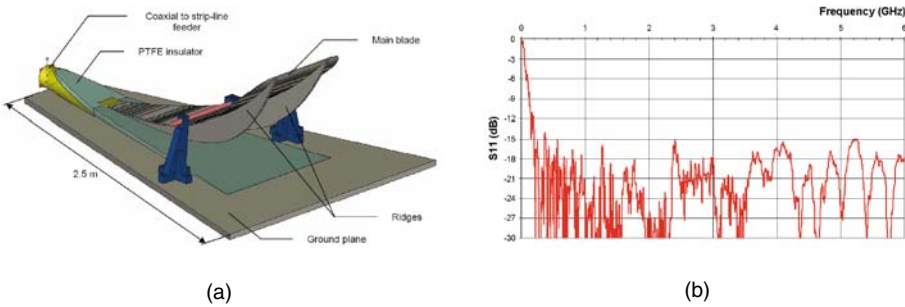 Coaxial to strip-line
feeder
PTFE insulator
Main blade
2.5 m
Ridges
Ground plane
(a)
Frequency (GHz)
0 1 2 3 4 5 6
0
-3
-6
-9
-12
-15
-18
-21
-24
-27
-30
S11 (dB)
(b)